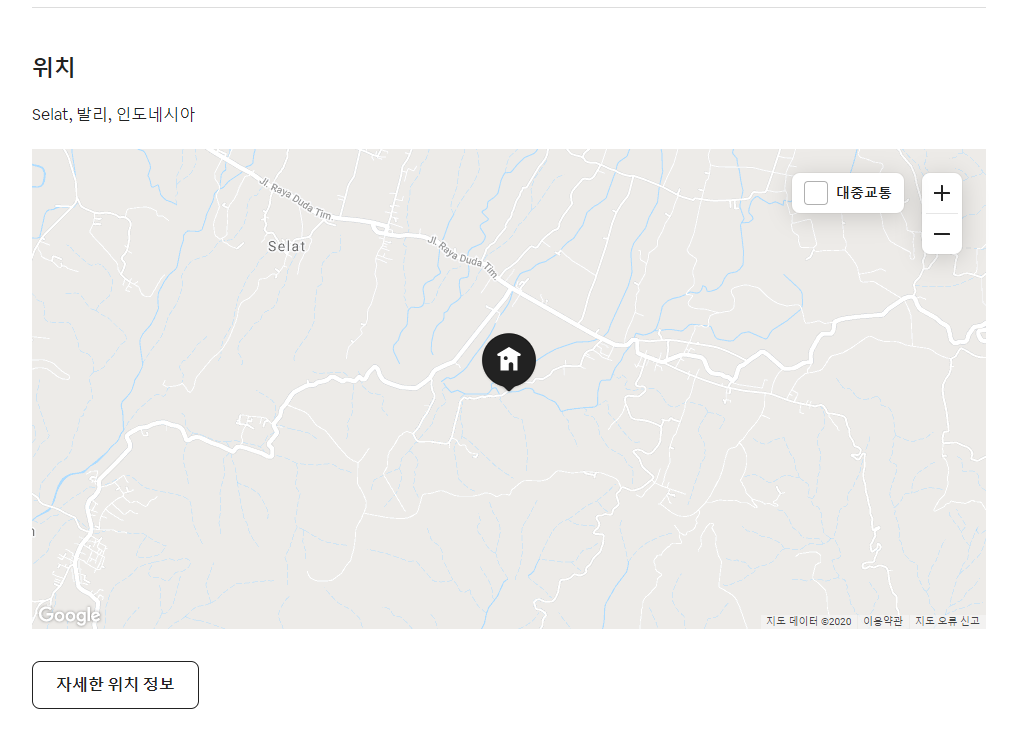 위치
Selat, 발리, 인도네시아
Jl. Raya Duda Tim.
대중교통
Selat
Jl. Raya Duda Tim.
Google
지도 데이터 ©2020
이용약관
지도 오류 신고
자세한 위치 정보